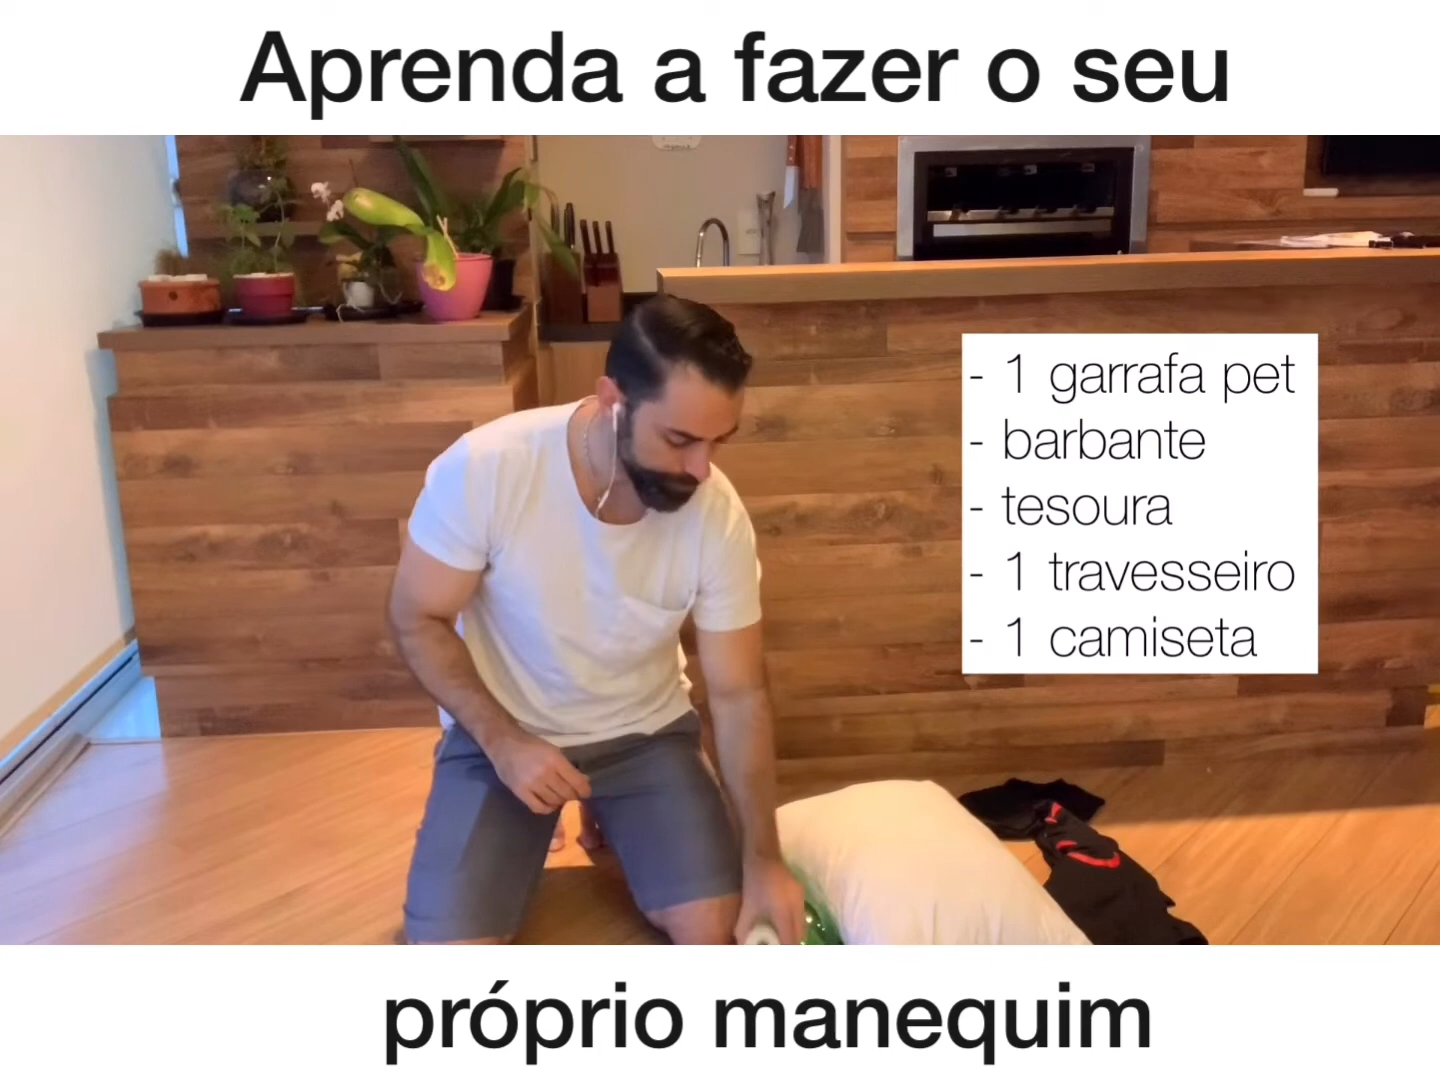 Aprenda a fazer o seu
- 1 garrafa pet
- barbante
- tesoura
- 1 travesseiro
- 1 camiseta
próprio manequim